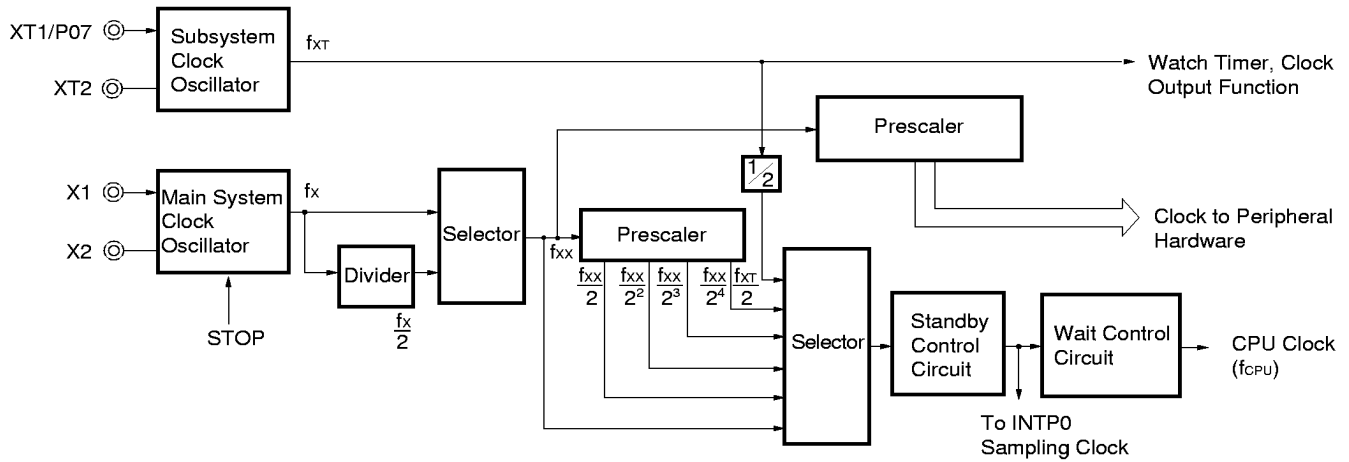 XT1/P07
XT2
Subsystem
Clock
Oscillator
fXT
Watch Timer, Clock
Output Function
Prescaler
1/2
X1
X2
Main System
Clock
Oscillator
fX
STOP
Divider
fX/2
Selector
fXX
Prescaler
fXX/2 fXX/2² fXX/2³ fXX/2⁴ fXT/2
Clock to Peripheral
Hardware
Selector
Standby
Control
Circuit
Wait Control
Circuit
CPU Clock
(fCPU)
To INTP0
Sampling Clock